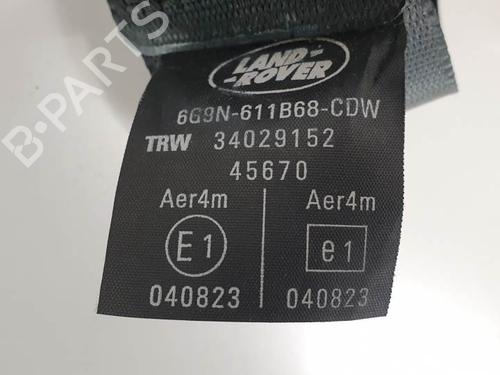 LAND-
-ROVER
6G9N-611B68-CDW
TRW 34029152
45670
Aer4m Aer4m
E1 e1
040823 040823
B-PARTS